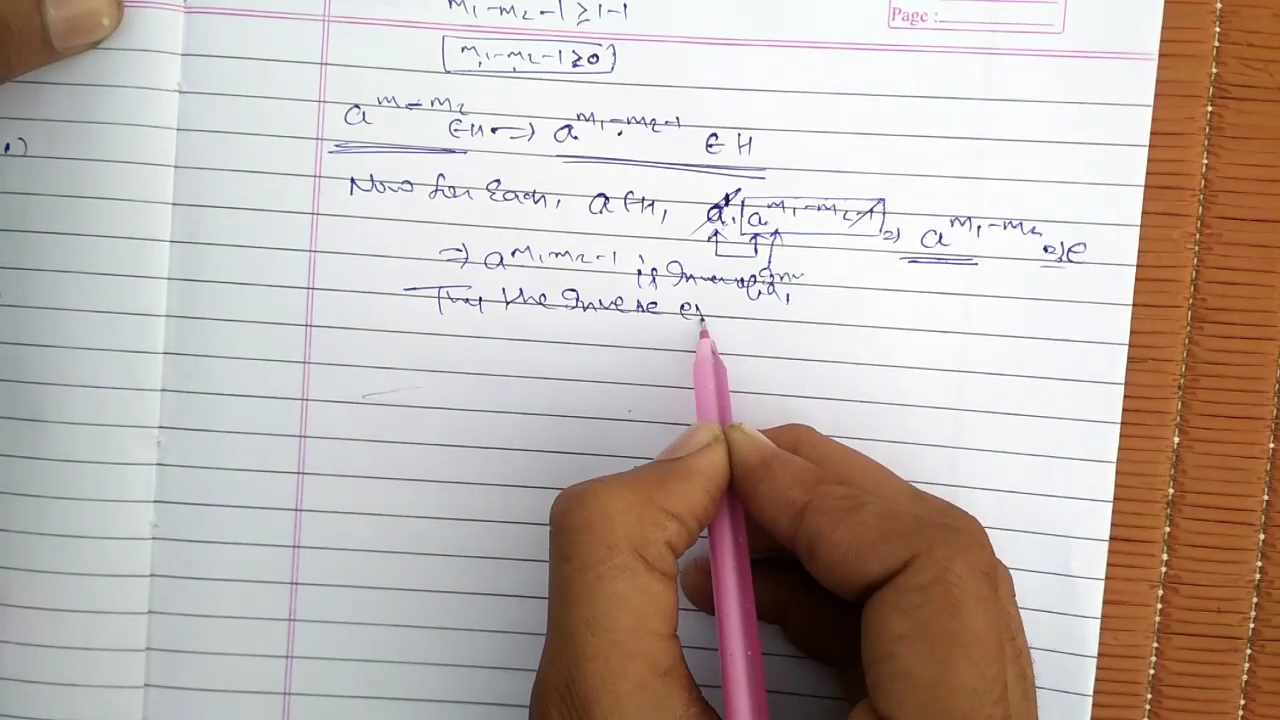 m₁-m₂-1 ≥ 1-1
Page :
m₁-m₂-1 ≥ 0
a^{m₁-m₂} ∈ H ⇒ a^{m₁-m₂-1} ∈ H
Now for Each, a ∈ H, a.[a^{m₁-m₂-1}] = a^{m₁-m₂} = e
⇒ a^{m₁-m₂-1} is Inverse of a,
Thus the Inverse ex